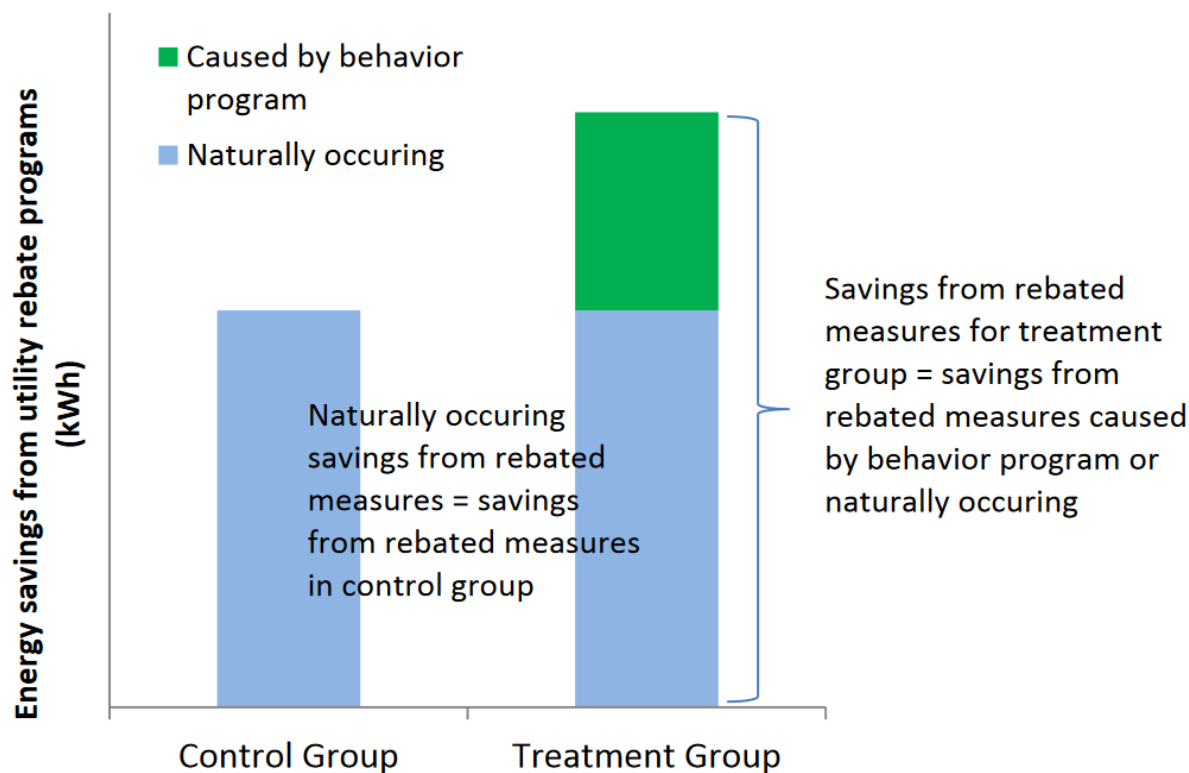 Energy savings from utility rebate programs
(kWh)
Caused by behavior
program
Naturally occuring
Naturally occuring
savings from rebated
measures = savings
from rebated measures
in control group
Savings from rebated
measures for treatment
group = savings from
rebated measures caused
by behavior program or
naturally occuring
Control Group
Treatment Group